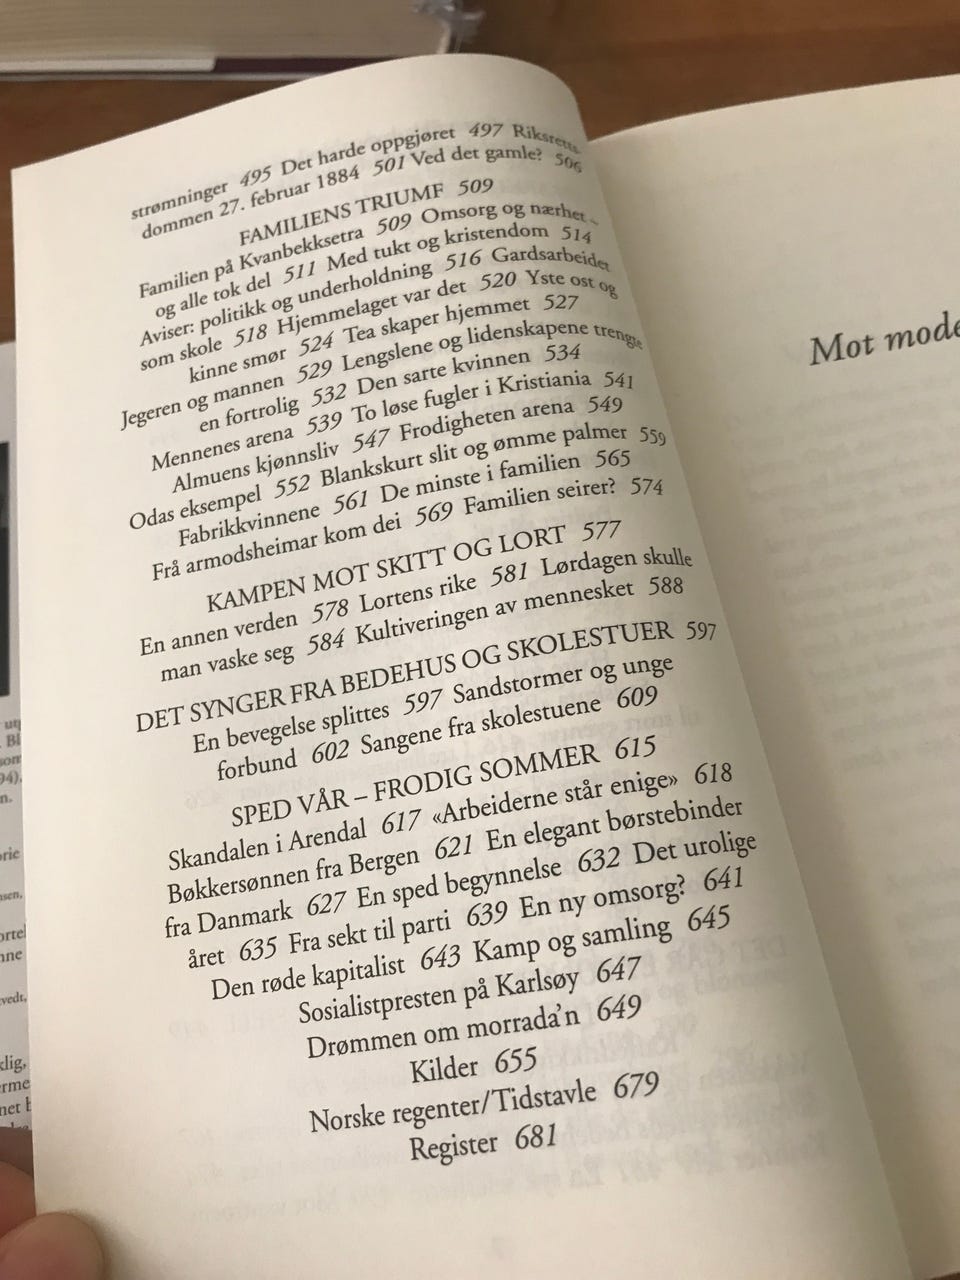 strømninger 495 Det harde oppgjøret 497 Riksretts-
dommen 27. februar 1884 501 Ved det gamle? 506
FAMILIENS TRIUMF 509
Familien på Kvanbekksetra 509 Omsorg og nærhet –
og alle tok del 511 Med tukt og kristendom 514
Aviser: politikk og underholdning 516 Gardsarbeidet
som skole 518 Hjemmelaget var det 520 Yste ost og
kinne smør 524 Tea skaper hjemmet 527
Jegeren og mannen 529 Lengslene og lidenskapene trengte
en fortrolig 532 Den sarte kvinnen 534
Mennenes arena 539 To løse fugler i Kristiania 541
Almuens kjønnsliv 547 Frodigheten arena 549
Odas eksempel 552 Blankskurt slit og ømme palmer 559
Fabrikkvinnene 561 De minste i familien 565
Frå armodsheimar kom dei 569 Familien seirer? 574
KAMPEN MOT SKITT OG LORT 577
En annen verden 578 Lortens rike 581 Lørdagen skulle
man vaske seg 584 Kultiveringen av mennesket 588
DET SYNGER FRA BEDEHUS OG SKOLESTUER 597
En bevegelse splittes 597 Sandstormer og unge
forbund 602 Sangene fra skolestuene 609
SPED VÅR – FRODIG SOMMER 615
Skandalen i Arendal 617 «Arbeiderne står enige» 618
Bøkkersønnen fra Bergen 621 En elegant børstebinder
fra Danmark 627 En sped begynnelse 632 Det urolige
året 635 Fra sekt til parti 639 En ny omsorg? 641
Den røde kapitalist 643 Kamp og samling 645
Sosialistpresten på Karlsøy 647
Drømmen om morrada'n 649
Kilder 655
Norske regenter/Tidstavle 679
Register 681
Mot mode